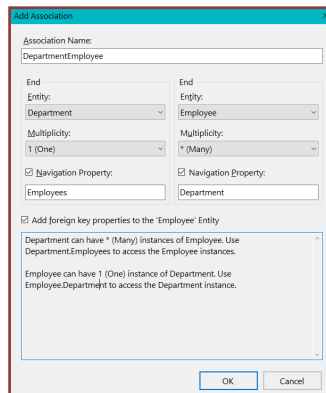 Add Association
Association Name:
DepartmentEmployee
End
End
Entity:
Entity:
Department
Employee
Multiplicity:
Multiplicity:
1 (One)
* (Many)
Navigation Property:
Navigation Property:
Employees
Department
Add foreign key properties to the 'Employee' Entity
Department can have * (Many) instances of Employee. Use
Department.Employees to access the Employee instances.
Employee can have 1 (One) instance of Department. Use
Employee.Department to access the Department instance.
OK
Cancel